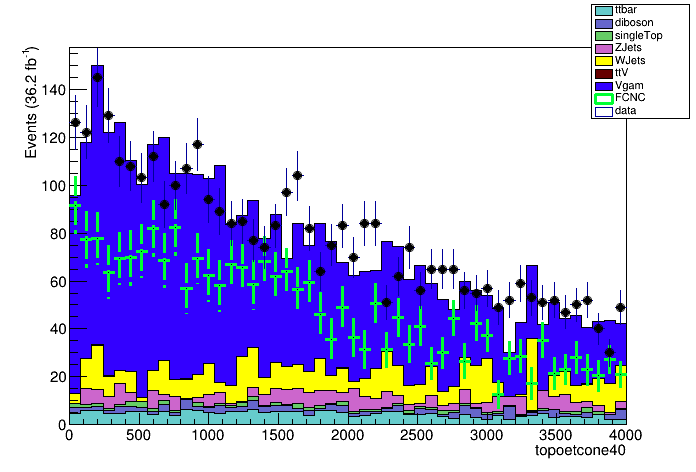 ttbar
diboson
singleTop
ZJets
WJets
ttV
Vgam
FCNC
data
Events (36.2 fb⁻¹)
140
120
100
80
60
40
20
0
0 500 1000 1500 2000 2500 3000 3500 4000
topoetcone40